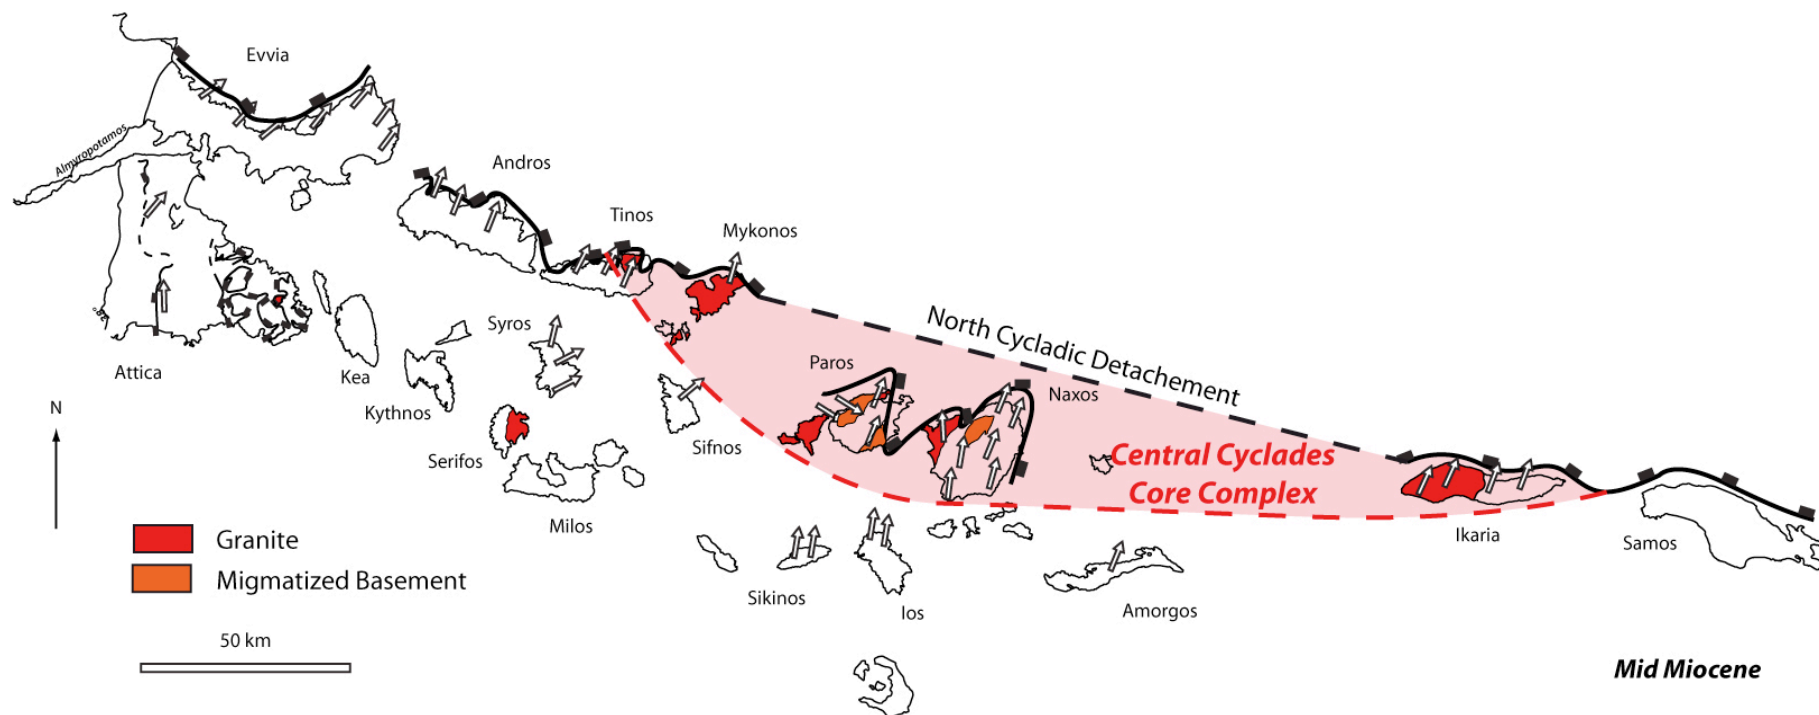 Evvia
Almyropotamos
Andros
Tinos
Mykonos
Syros
Attica
Kea
Kythnos
Paros
Naxos
North Cycladic Detachement
N
Serifos
Sifnos
Central Cyclades
Core Complex
Milos
Ikaria
Samos
Granite
Migmatized Basement
Sikinos
Ios
Amorgos
50 km
Mid Miocene